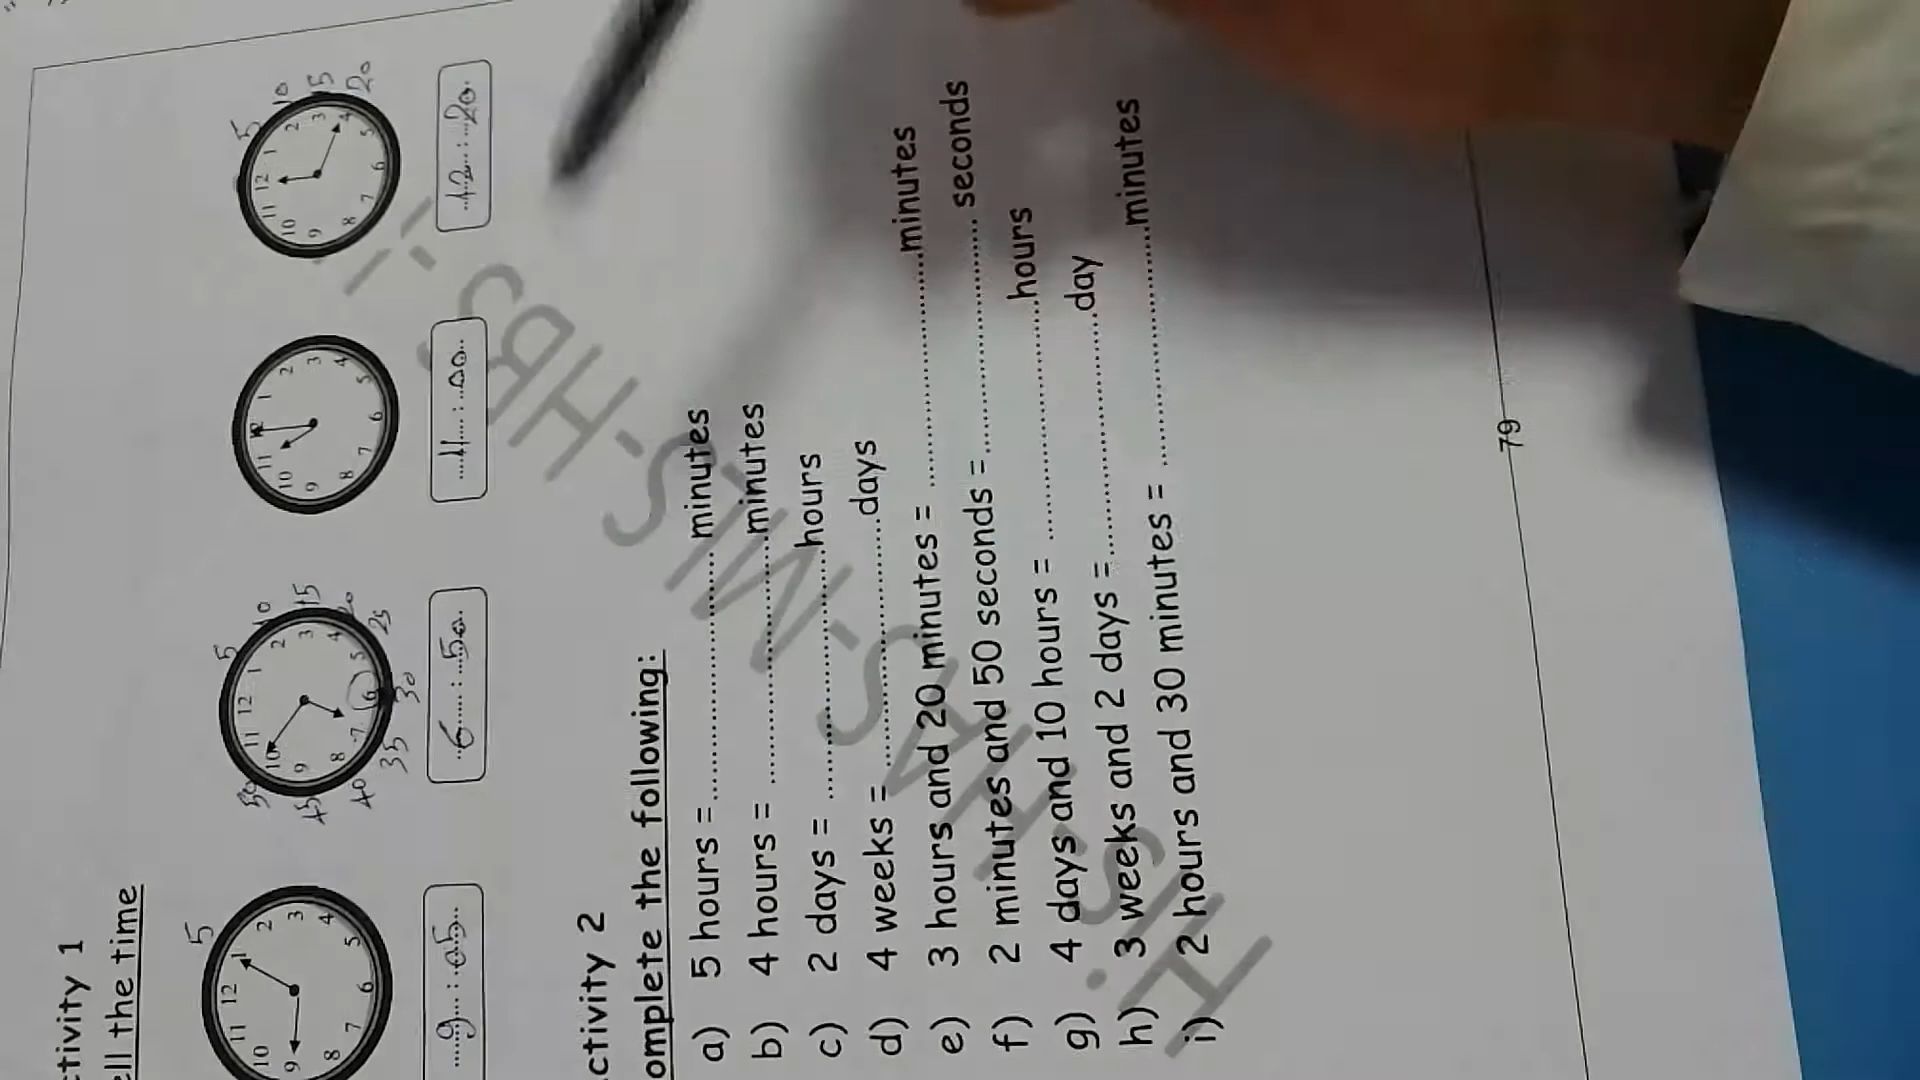 ctivity 1
ell the time
9 : 05
6 : 50
11 : 00
12 : 20
ctivity 2
omplete the following:
a) 5 hours = minutes
b) 4 hours = minutes
c) 2 days = hours
d) 4 weeks = days
e) 3 hours and 20 minutes = minutes
f) 2 minutes and 50 seconds = seconds
g) 4 days and 10 hours = hours
h) 3 weeks and 2 days = day
i) 2 hours and 30 minutes = minutes
79